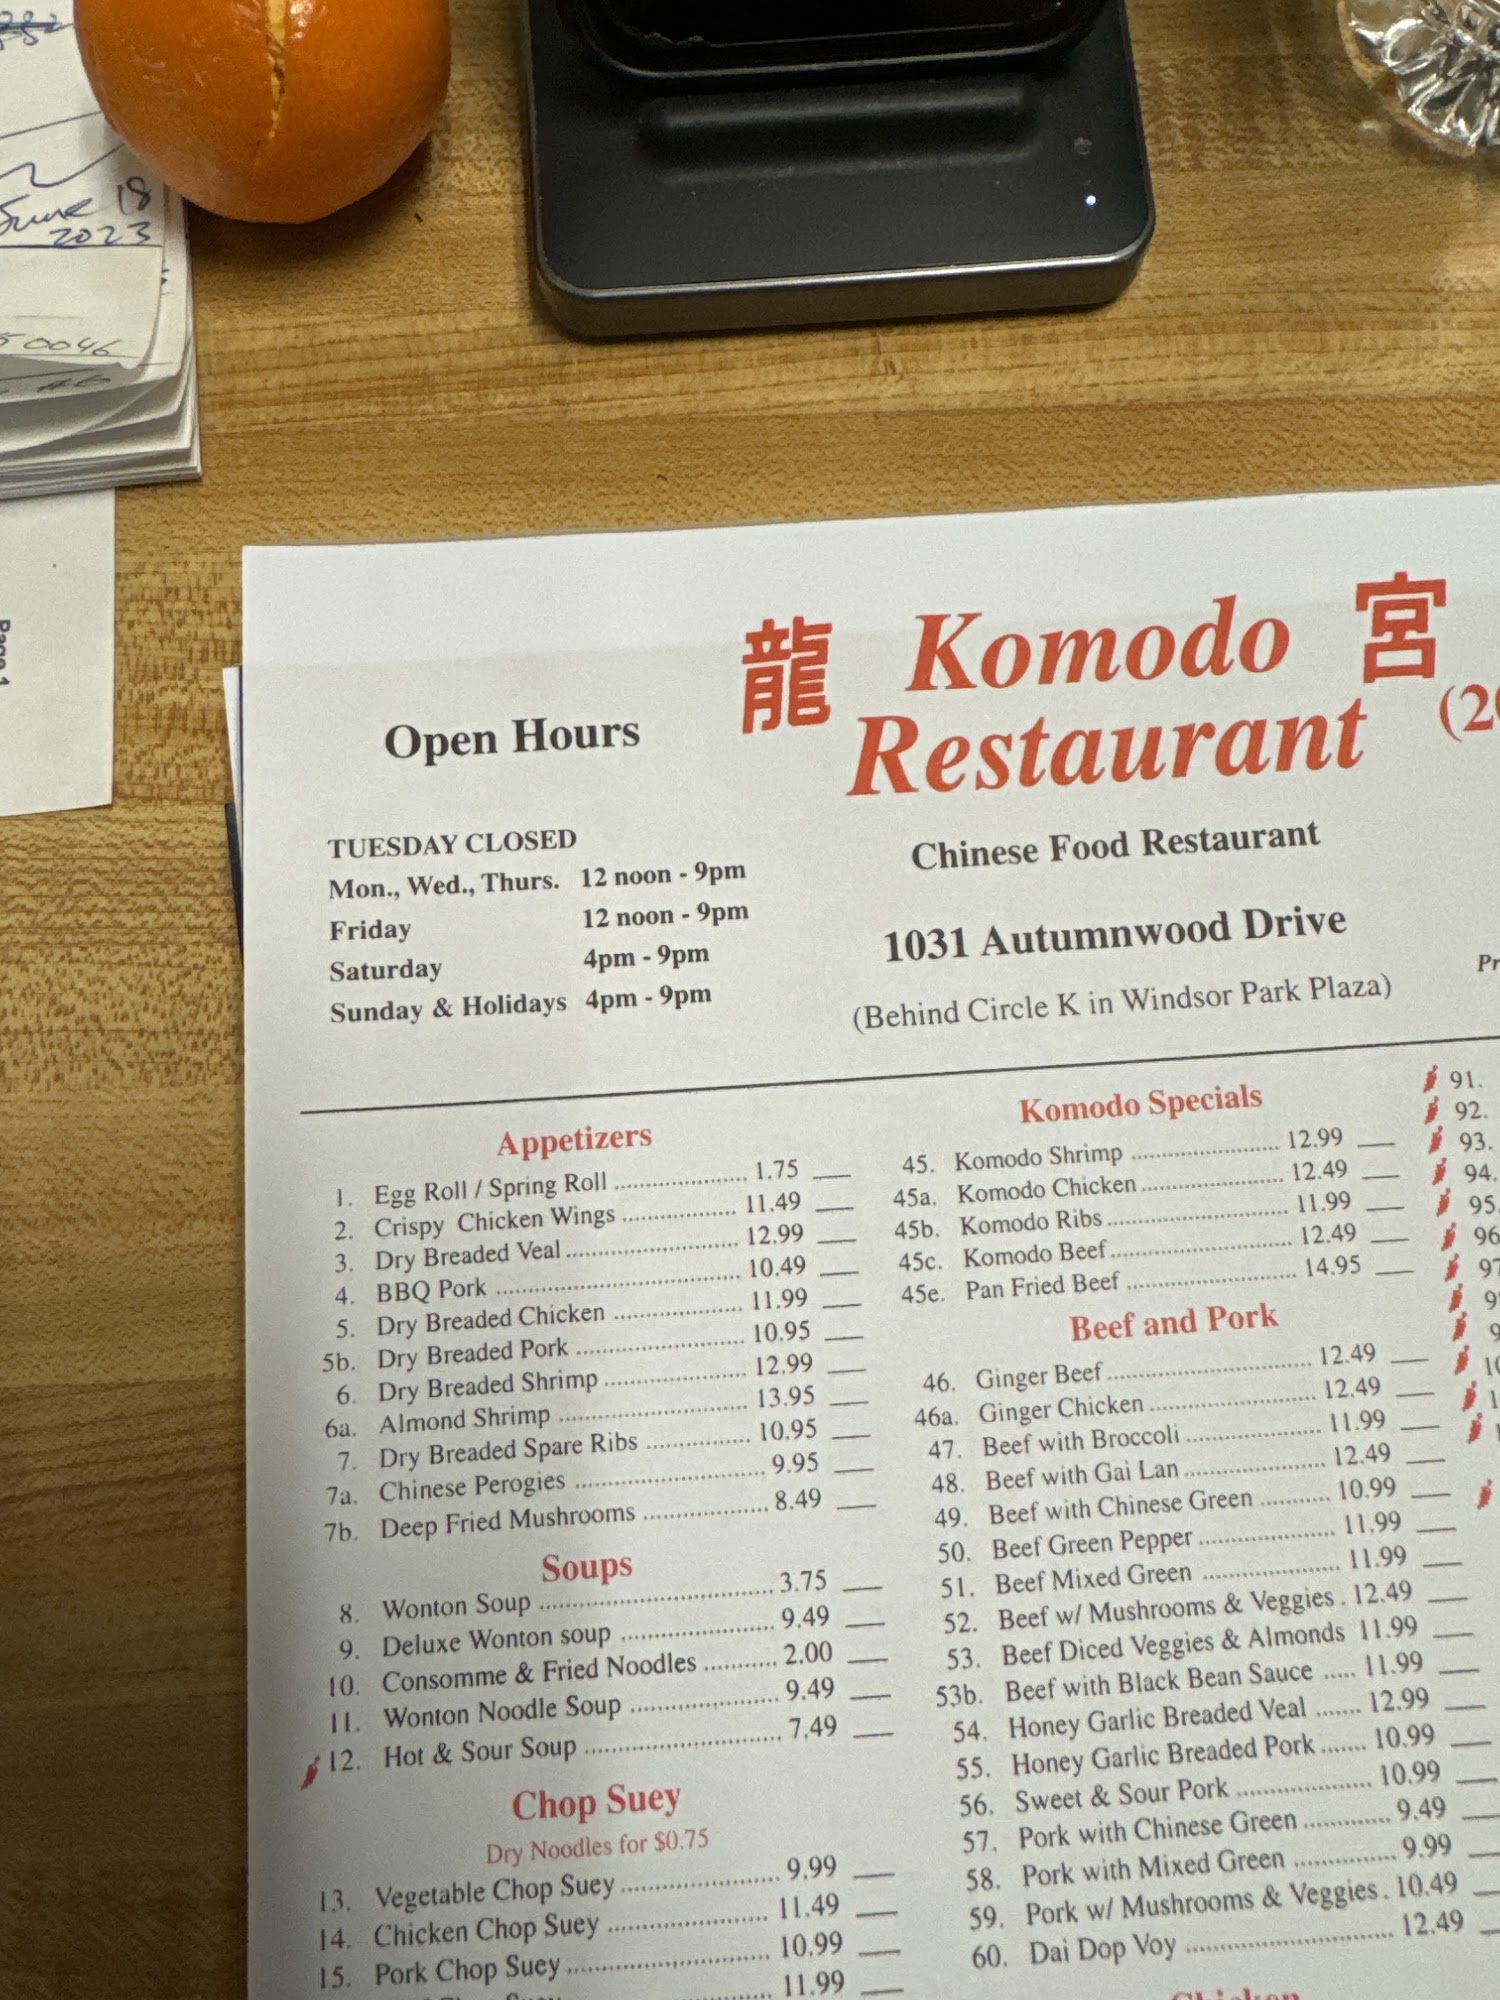 June 18
2023
0046
Page 1
龍 Komodo 宮
Restaurant
Open Hours
TUESDAY CLOSED
Mon., Wed., Thurs. 12 noon - 9pm
Friday 12 noon - 9pm
Saturday 4pm - 9pm
Sunday & Holidays 4pm - 9pm
Chinese Food Restaurant
1031 Autumnwood Drive
(Behind Circle K in Windsor Park Plaza)
Appetizers
1. Egg Roll / Spring Roll 1.75
2. Crispy Chicken Wings 11.49
3. Dry Breaded Veal 12.99
4. BBQ Pork 10.49
5. Dry Breaded Chicken 11.99
5b. Dry Breaded Pork 10.95
6. Dry Breaded Shrimp 12.99
6a. Almond Shrimp 13.95
7. Dry Breaded Spare Ribs 10.95
7a. Chinese Perogies 9.95
7b. Deep Fried Mushrooms 8.49
Soups
8. Wonton Soup 3.75
9. Deluxe Wonton soup 9.49
10. Consomme & Fried Noodles 2.00
11. Wonton Noodle Soup 9.49
12. Hot & Sour Soup 7.49
Chop Suey
Dry Noodles for $0.75
13. Vegetable Chop Suey 9.99
14. Chicken Chop Suey 11.49
15. Pork Chop Suey 10.99
11.99
Komodo Specials
45. Komodo Shrimp 12.99
45a. Komodo Chicken 12.49
45b. Komodo Ribs 11.99
45c. Komodo Beef 12.49
45e. Pan Fried Beef 14.95
Beef and Pork
46. Ginger Beef 12.49
46a. Ginger Chicken 12.49
47. Beef with Broccoli 11.99
48. Beef with Gai Lan 12.49
49. Beef with Chinese Green 10.99
50. Beef Green Pepper 11.99
51. Beef Mixed Green 11.99
52. Beef w/ Mushrooms & Veggies 12.49
53. Beef Diced Veggies & Almonds 11.99
53b. Beef with Black Bean Sauce 11.99
54. Honey Garlic Breaded Veal 12.99
55. Honey Garlic Breaded Pork 10.99
56. Sweet & Sour Pork 10.99
57. Pork with Chinese Green 9.49
58. Pork with Mixed Green 9.99
59. Pork w/ Mushrooms & Veggies 10.49
60. Dai Dop Voy 12.49
Chicken
91.
92.
93.
94.
95.
96
97